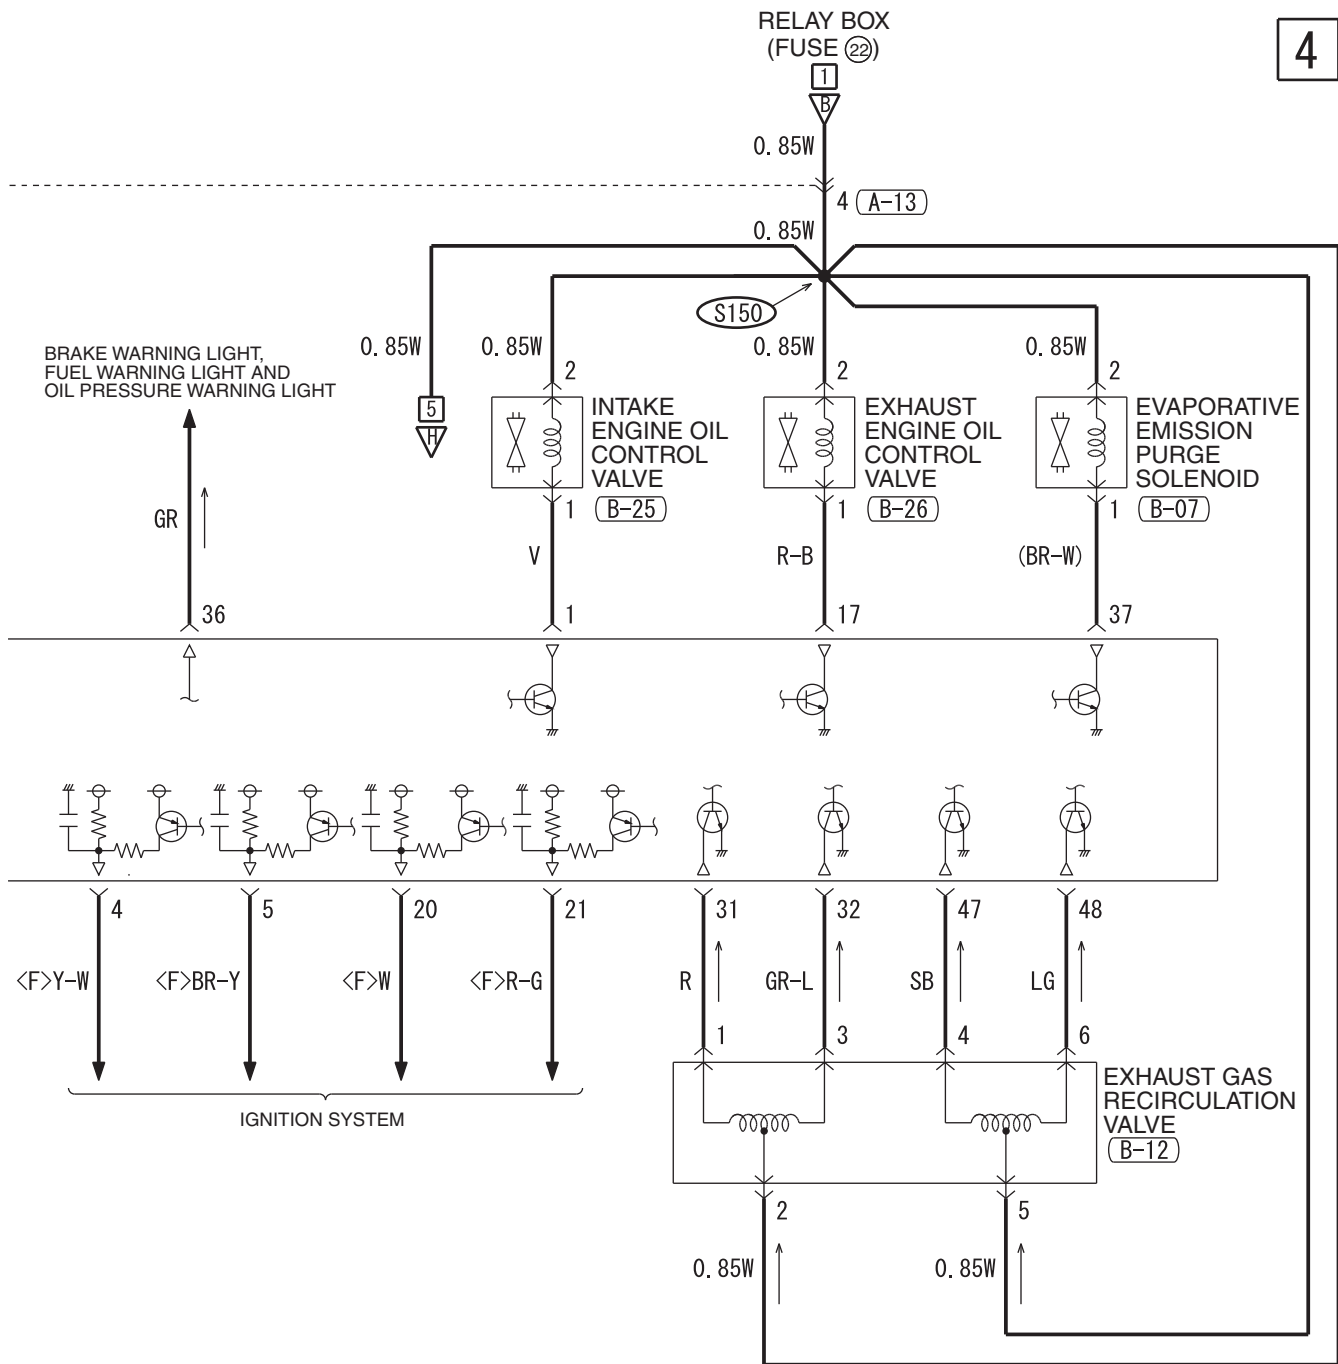 RELAY BOX
(FUSE 22)
4
1
B
0.85W
4 A-13
0.85W
S150
BRAKE WARNING LIGHT,
FUEL WARNING LIGHT AND
OIL PRESSURE WARNING LIGHT
0.85W 0.85W 0.85W 0.85W
2 2 2
5
H
INTAKE
ENGINE OIL
CONTROL
VALVE
B-25
EXHAUST
ENGINE OIL
CONTROL
VALVE
B-26
EVAPORATIVE
EMISSION
PURGE
SOLENOID
B-07
1 1 1
GR V R-B (BR-W)
36 1 17 37
4 5 20 21 31 32 47 48
<F>Y-W <F>BR-Y <F>W <F>R-G R GR-L SB LG
1 3 4 6
IGNITION SYSTEM
EXHAUST GAS
RECIRCULATION
VALVE
B-12
2 5
0.85W 0.85W